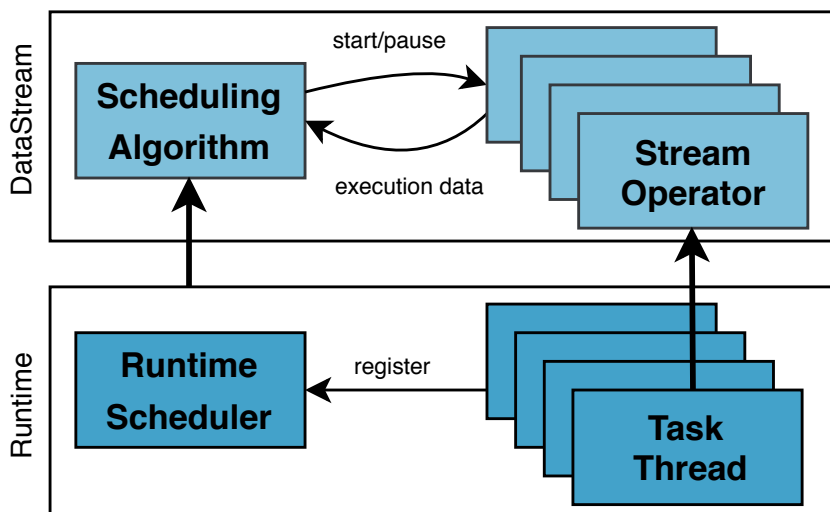 DataStream
start/pause
Scheduling
Algorithm
execution data
Stream
Operator
Runtime
Runtime
Scheduler
register
Task
Thread